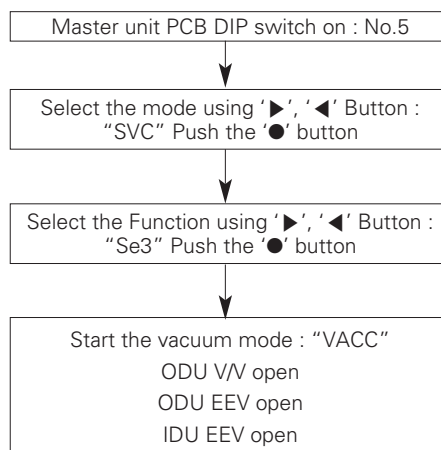 Master unit PCB DIP switch on : No.5
Select the mode using ‘▶’, ‘◀’ Button :
“SVC” Push the ‘●’ button
Select the Function using ‘▶’, ‘◀’ Button :
“Se3” Push the ‘●’ button
Start the vacuum mode : “VACC”
ODU V/V open
ODU EEV open
IDU EEV open